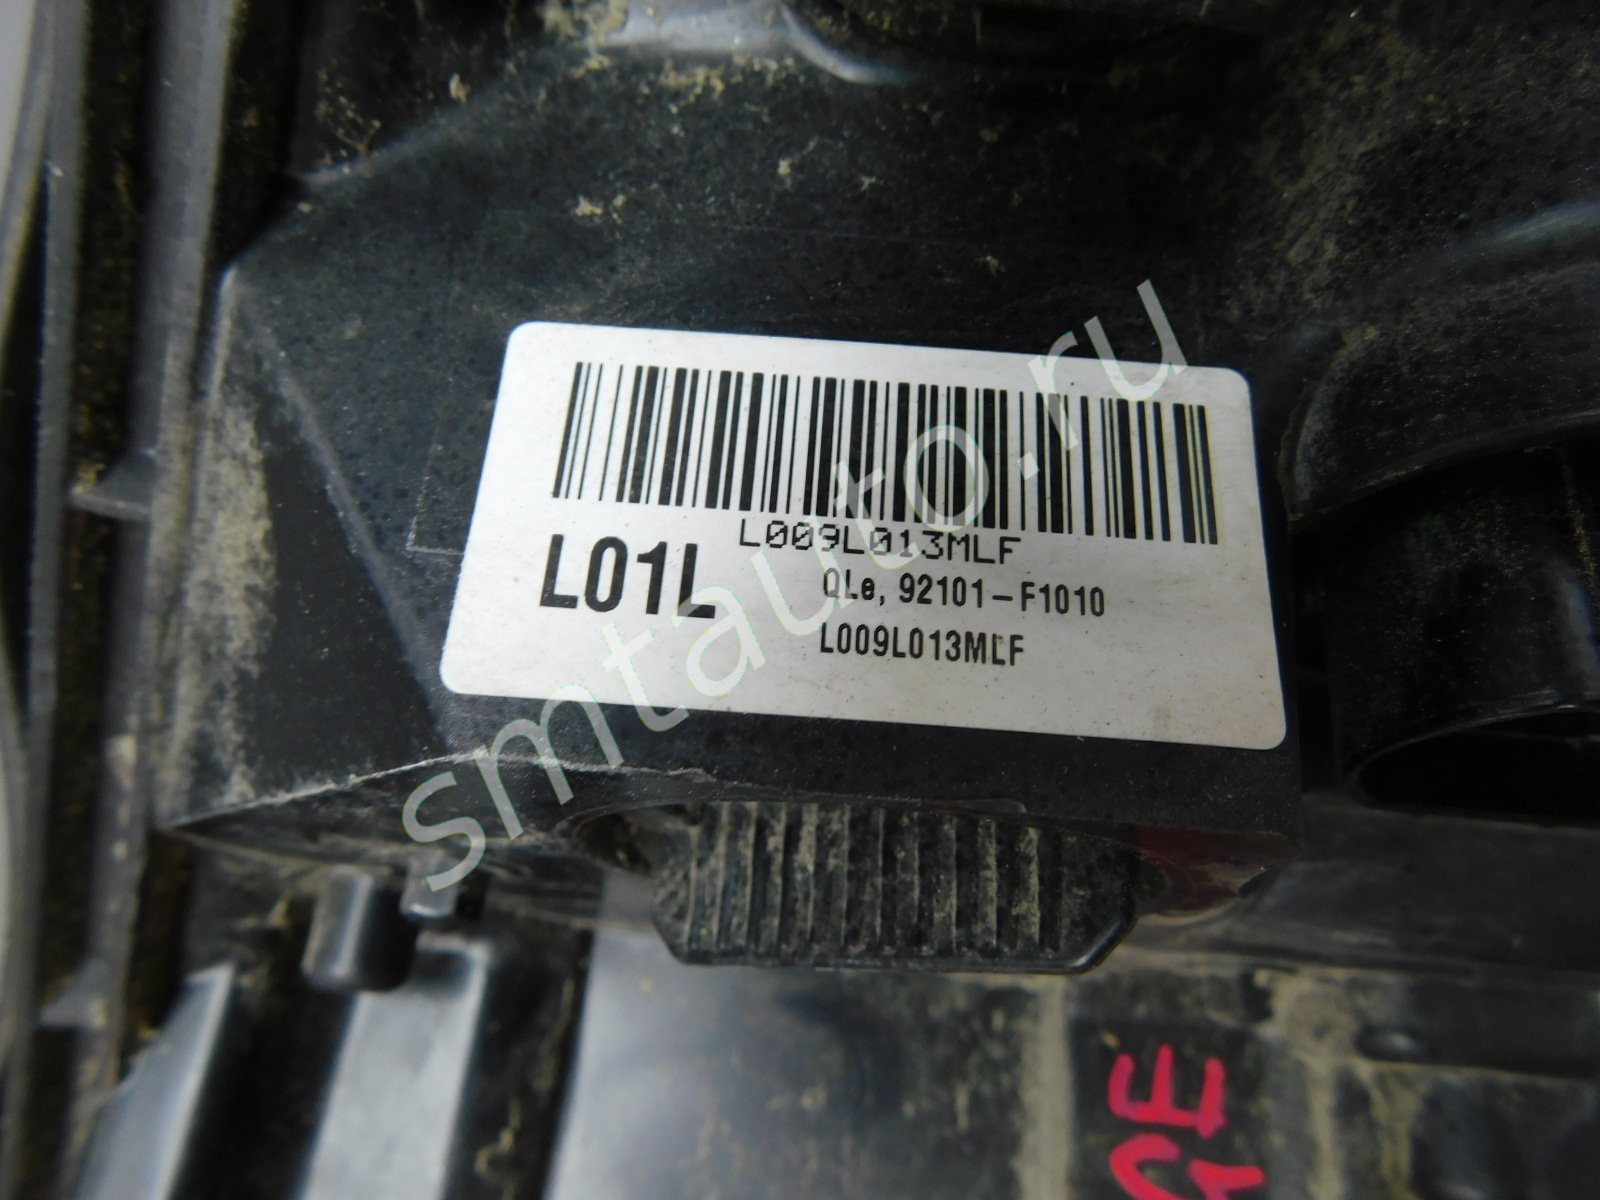 L009L013MLF
L01L
QLe, 92101-F1010
L009L013MLF
smtauto.ru